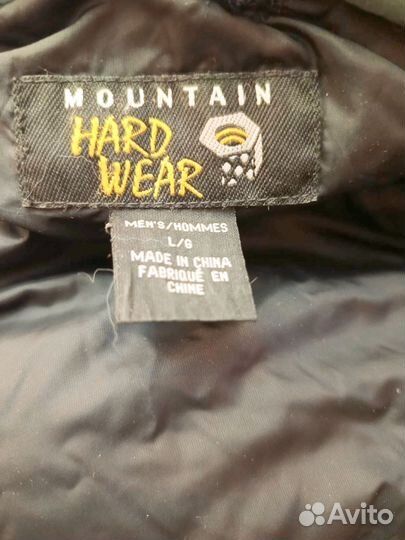 MOUNTAIN
HARD
WEAR
MEN'S/HOMMES
L/G
MADE IN CHINA
FABRIQUÉ EN
CHINE
Avito